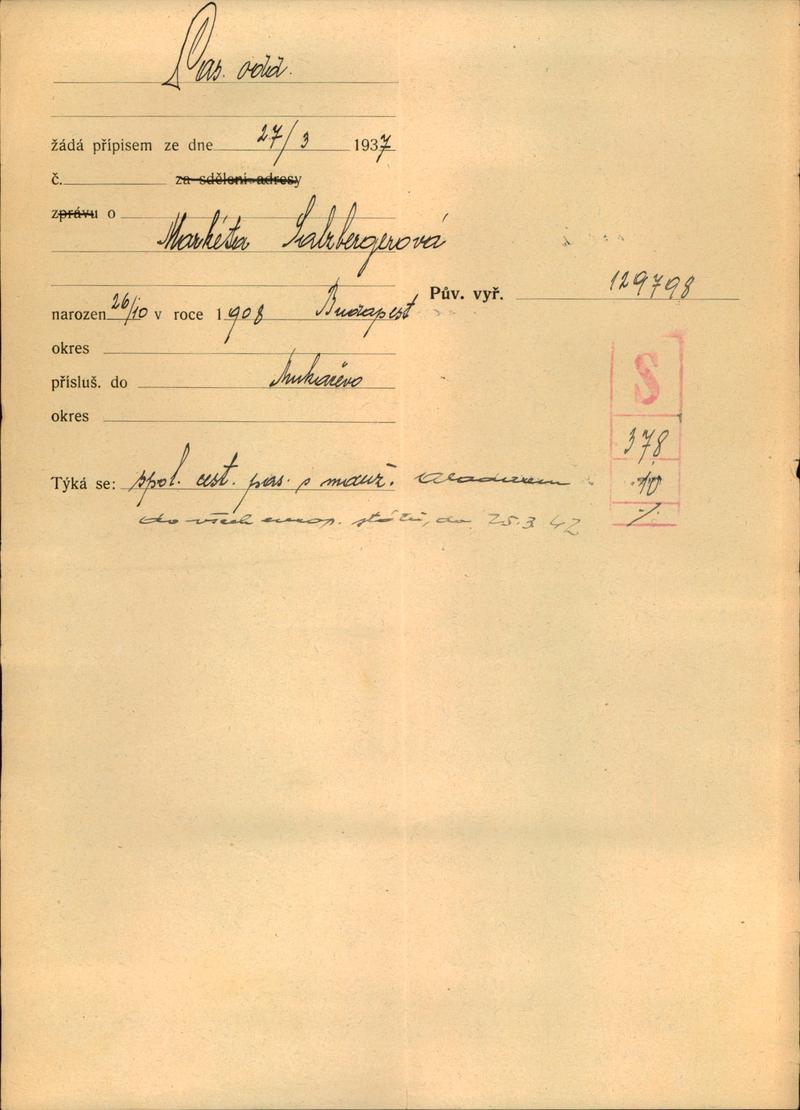 Pas. odd.
žádá přípisem ze dne 27/3 1937
č. za sdělení adresy
zprávu o
Markéta Salzbergerová
Pův. vyř. 129798
narozen 26/10 v roce 1908 Budapest
okres
přísluš. do Mukačevo
okres
S
378
10
Týká se: spol. cest. pas. s manž. Aladarem
do všech evrop. států, do 25.3 42